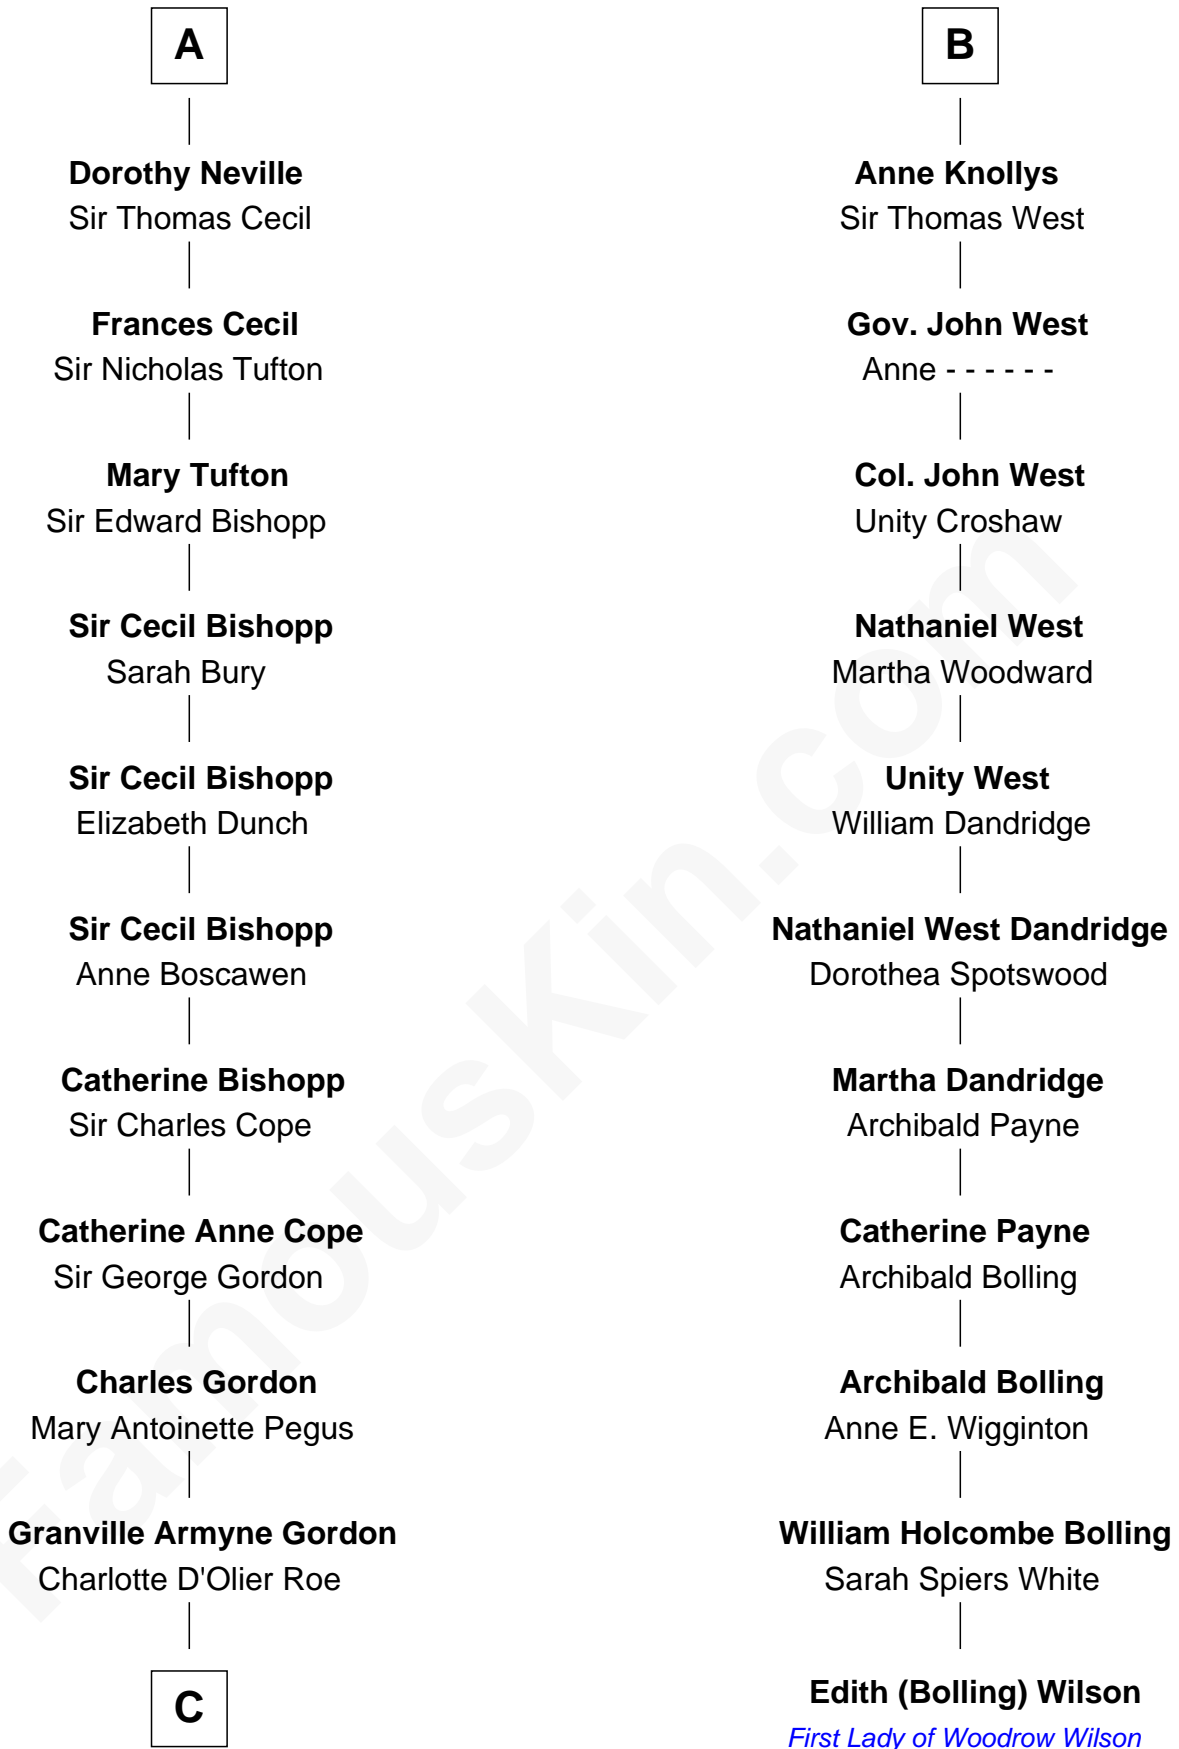 A
Dorothy Neville
Sir Thomas Cecil
Frances Cecil
Sir Nicholas Tufton
Mary Tufton
Sir Edward Bishopp
Sir Cecil Bishopp
Sarah Bury
Sir Cecil Bishopp
Elizabeth Dunch
Sir Cecil Bishopp
Anne Boscawen
Catherine Bishopp
Sir Charles Cope
Catherine Anne Cope
Sir George Gordon
Charles Gordon
Mary Antoinette Pegus
Granville Armyne Gordon
Charlotte D'Olier Roe
C
B
Anne Knollys
Sir Thomas West
Gov. John West
Anne - - - - - -
Col. John West
Unity Croshaw
Nathaniel West
Martha Woodward
Unity West
William Dandridge
Nathaniel West Dandridge
Dorothea Spotswood
Martha Dandridge
Archibald Payne
Catherine Payne
Archibald Bolling
Archibald Bolling
Anne E. Wigginton
William Holcombe Bolling
Sarah Spiers White
Edith (Bolling) Wilson
First Lady of Woodrow Wilson
FamousKin.com